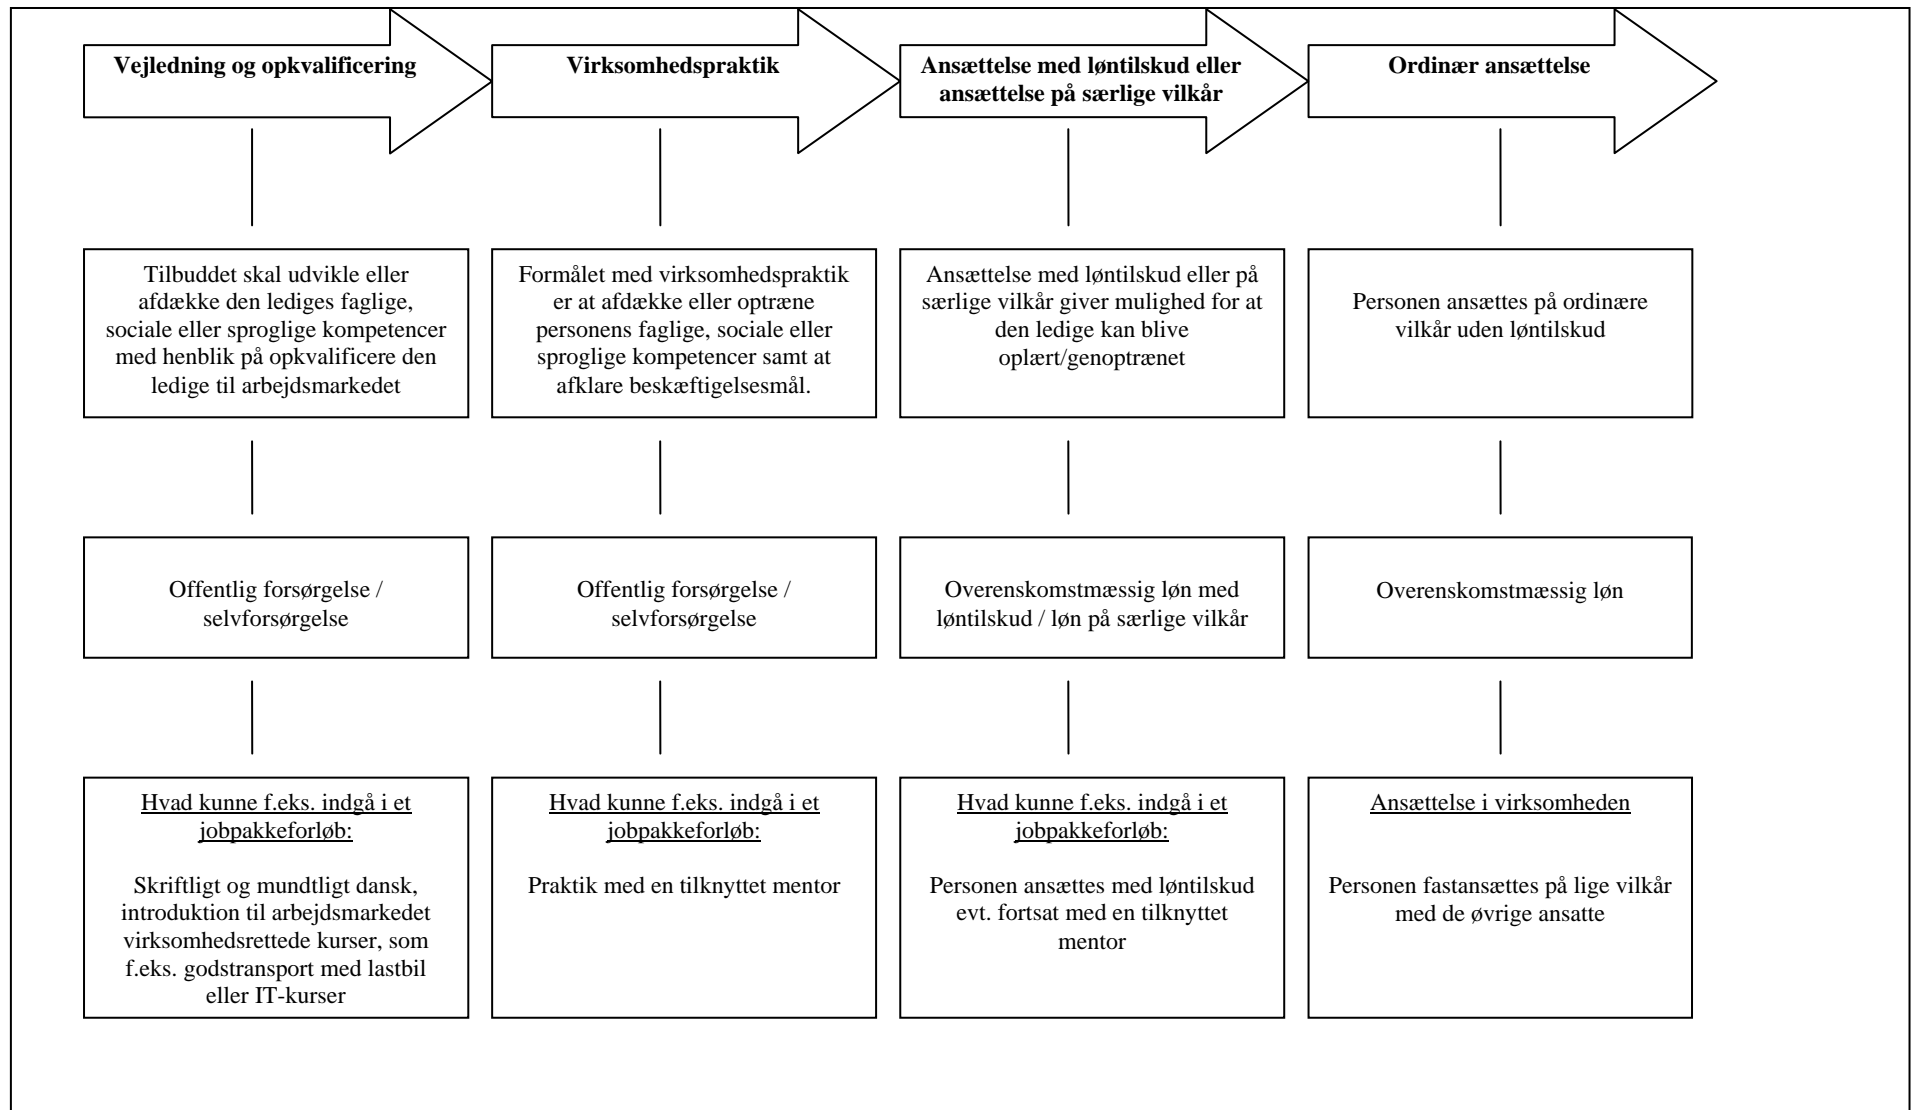 Vejledning og opkvalificering
Virksomhedspraktik
Ansættelse med løntilskud eller
ansættelse på særlige vilkår
Ordinær ansættelse
Tilbuddet skal udvikle eller
afdække den lediges faglige,
sociale eller sproglige kompetencer
med henblik på opkvalificere den
ledige til arbejdsmarkedet
Formålet med virksomhedspraktik
er at afdække eller optræne
personens faglige, sociale eller
sproglige kompetencer samt at
afklare beskæftigelsesmål.
Ansættelse med løntilskud eller på
særlige vilkår giver mulighed for at
den ledige kan blive
oplært/genoptrænet
Personen ansættes på ordinære
vilkår uden løntilskud
Offentlig forsørgelse /
selvforsørgelse
Offentlig forsørgelse /
selvforsørgelse
Overenskomstmæssig løn med
løntilskud / løn på særlige vilkår
Overenskomstmæssig løn
Hvad kunne f.eks. indgå i et
jobpakkeforløb:
Skriftligt og mundtligt dansk,
introduktion til arbejdsmarkedet
virksomhedsrettede kurser, som
f.eks. godstransport med lastbil
eller IT-kurser
Hvad kunne f.eks. indgå i et
jobpakkeforløb:
Praktik med en tilknyttet mentor
Hvad kunne f.eks. indgå i et
jobpakkeforløb:
Personen ansættes med løntilskud
evt. fortsat med en tilknyttet
mentor
Ansættelse i virksomheden
Personen fastansættes på lige vilkår
med de øvrige ansatte